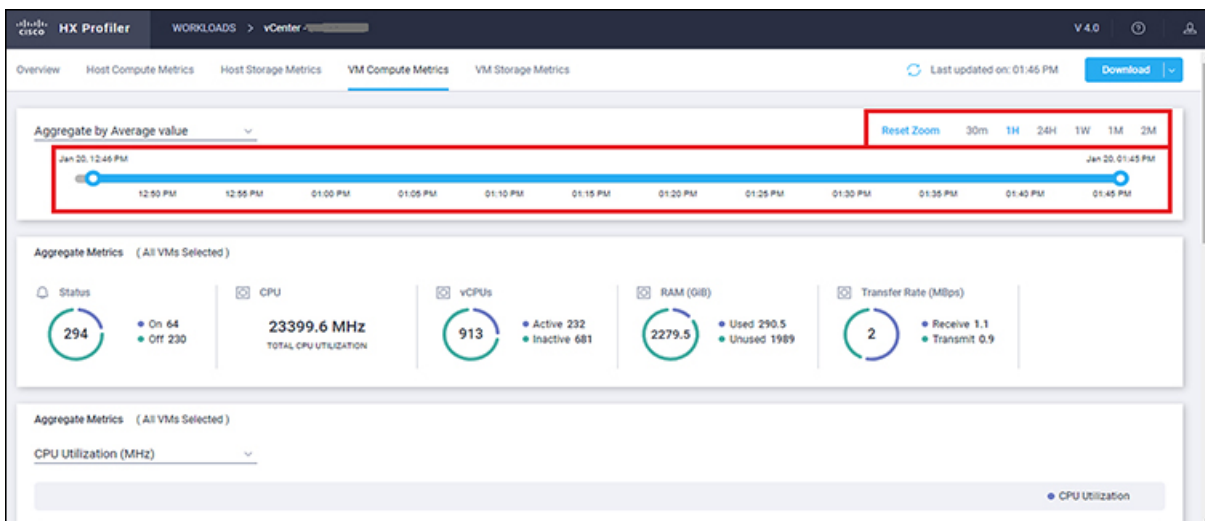 cisco HX Profiler WORKLOADS > vCenter - V 4.0
Overview Host Compute Metrics Host Storage Metrics VM Compute Metrics VM Storage Metrics Last updated on: 01:46 PM Download
Aggregate by Average value Reset Zoom 30m 1H 24H 1W 1M 2M
Jan 20, 12:46 PM Jan 20, 01:45 PM
12:50 PM 12:55 PM 01:00 PM 01:05 PM 01:10 PM 01:15 PM 01:20 PM 01:25 PM 01:30 PM 01:35 PM 01:40 PM 01:45 PM
Aggregate Metrics ( All VMs Selected )
Status CPU vCPUs RAM (GiB) Transfer Rate (MBps)
294 On 64 Off 230 23399.6 MHz TOTAL CPU UTILIZATION 913 Active 232 Inactive 681 2279.5 Used 290.5 Unused 1989 2 Receive 1.1 Transmit 0.9
Aggregate Metrics ( All VMs Selected )
CPU Utilization (MHz)
CPU Utilization